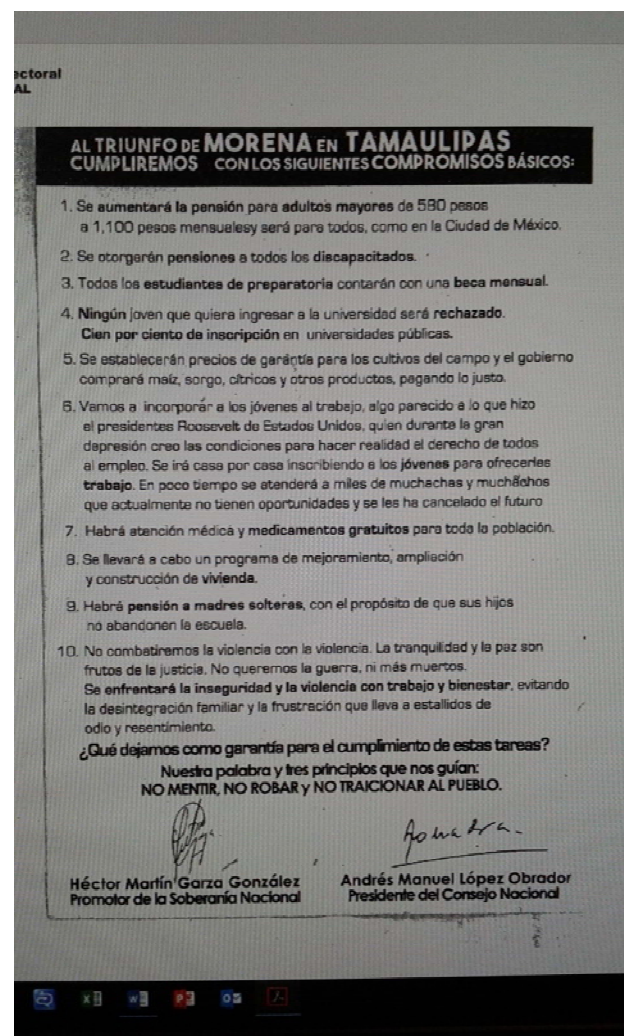 ectoral
AL
AL TRIUNFO DE MORENA EN TAMAULIPAS
CUMPLIREMOS CON LOS SIGUIENTES COMPROMISOS BÁSICOS:
1. Se aumentará la pensión para adultos mayores de 580 pesos
a 1,100 pesos mensualesy será para todos, como en la Ciudad de México.
2. Se otorgarán pensiones a todos los discapacitados.
3. Todos los estudiantes de preparatoria contarán con una beca mensual.
4. Ningún joven que quiera ingresar a la universidad será rechazado.
Cien por ciento de inscripción en universidades públicas.
5. Se establecerán precios de garantía para los cultivos del campo y el gobierno
comprará maíz, sorgo, cítricos y otros productos, pagando lo justo.
6. Vamos a incorporar a los jóvenes al trabajo, algo parecido a lo que hizo
el presidentes Roosevelt de Estados Unidos, quien durante la gran
depresión creo las condiciones para hacer realidad el derecho de todos
al empleo. Se irá casa por casa inscribiendo a los jóvenes para ofrecerles
trabajo. En poco tiempo se atenderá a miles de muchachas y muchachos
que actualmente no tienen oportunidades y se les ha cancelado el futuro
7. Habrá atención médica y medicamentos gratuitos para toda la población.
8. Se llevará a cabo un programa de mejoramiento, ampliación
y construcción de vivienda.
9. Habrá pensión a madres solteras, con el propósito de que sus hijos
no abandonen la escuela.
10. No combatiremos la violencia con la violencia. La tranquilidad y la paz son
frutos de la justicia. No queremos la guerra, ni más muertos.
Se enfrentará la inseguridad y la violencia con trabajo y bienestar, evitando
la desintegración familiar y la frustración que lleva a estallidos de
odio y resentimiento.
¿Qué dejamos como garantía para el cumplimiento de estas tareas?
Nuestra palabra y tres principios que nos guían:
NO MENTIR, NO ROBAR y NO TRAICIONAR AL PUEBLO.
Héctor Martín Garza González
Promotor de la Soberanía Nacional
Andrés Manuel López Obrador
Presidente del Consejo Nacional